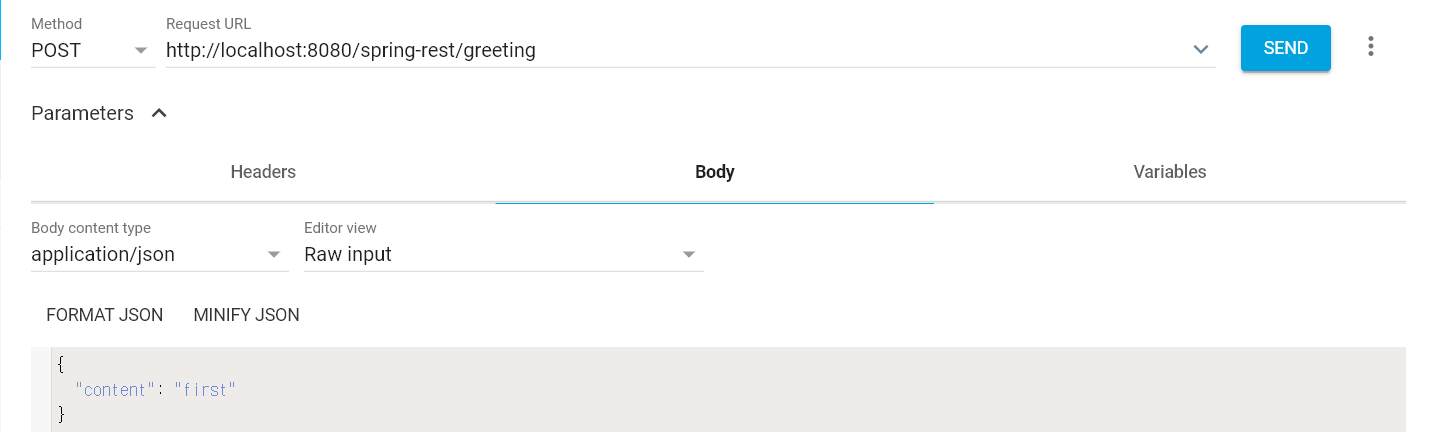 Method Request URL
POST http://localhost:8080/spring-rest/greeting SEND
Parameters
Headers Body Variables
Body content type Editor view
application/json Raw input
FORMAT JSON MINIFY JSON
{
"content": "first"
}